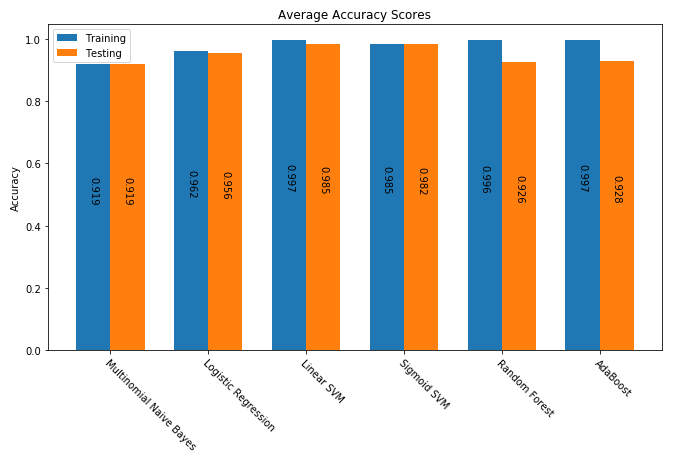 Average Accuracy Scores
Training
Testing
Accuracy
1.0
0.8
0.6
0.4
0.2
0.0
0.919
0.919
0.962
0.956
0.997
0.985
0.985
0.982
0.996
0.926
0.997
0.928
Multinomial Naive Bayes
Logistic Regression
Linear SVM
Sigmoid SVM
Random Forest
AdaBoost